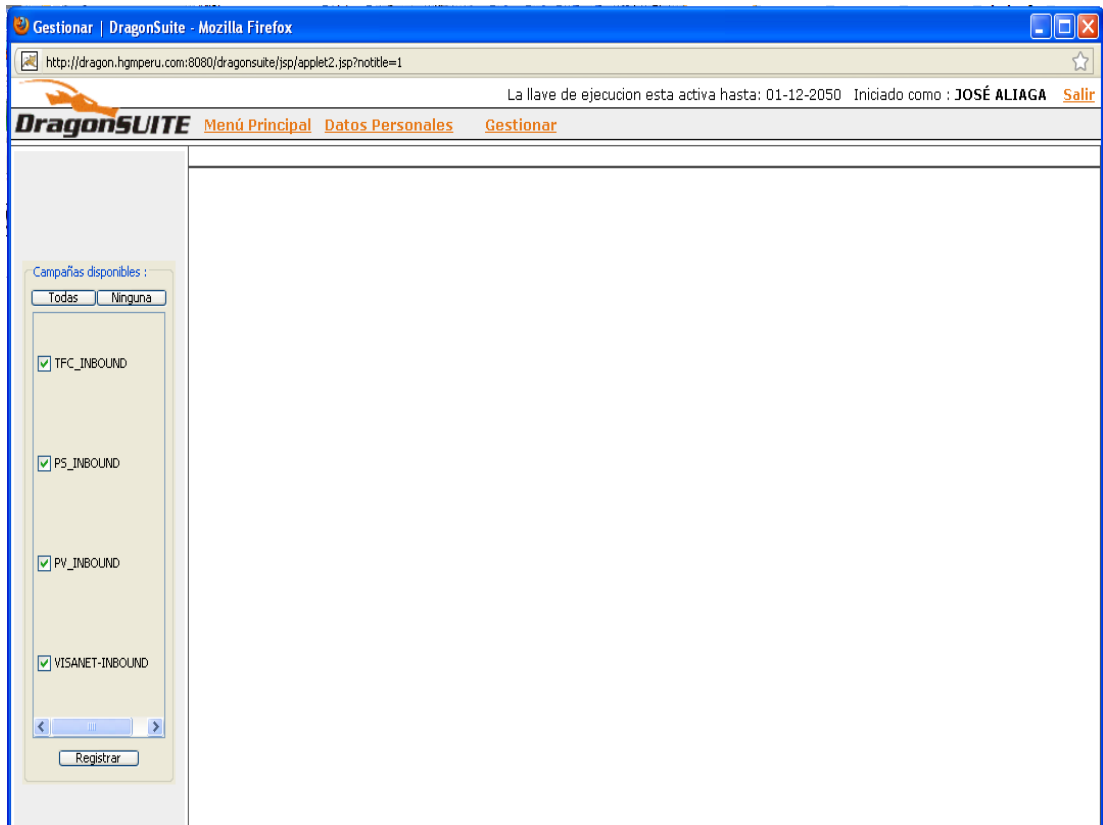 Gestionar | DragonSuite - Mozilla Firefox
http://dragon.hgmperu.com:8080/dragonsuite/jsp/applet2.jsp?notitle=1
La llave de ejecucion esta activa hasta: 01-12-2050 Iniciado como : JOSÉ ALIAGA Salir
DragonSUITE Menú Principal Datos Personales Gestionar
Campañas disponibles :
Todas Ninguna
TFC_INBOUND
PS_INBOUND
PV_INBOUND
VISANET-INBOUND
Registrar